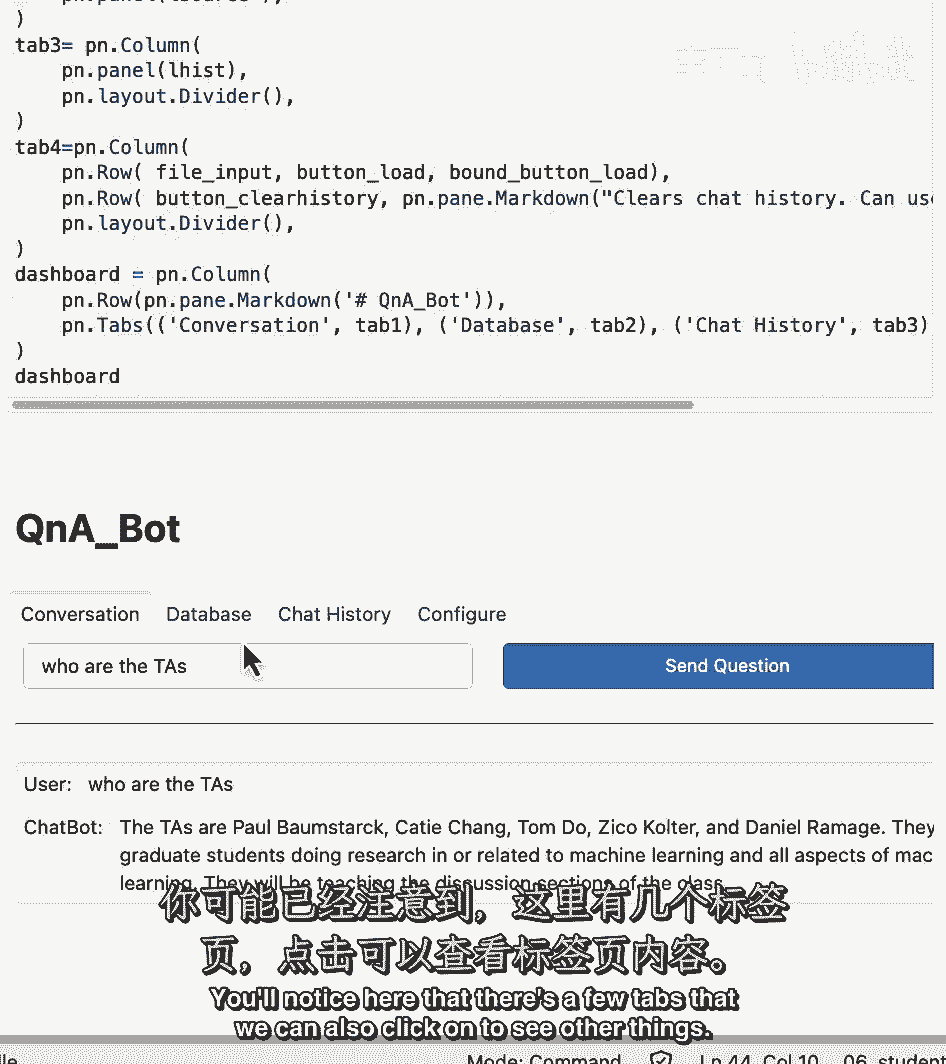 )
tab3= pn.Column(
pn.panel(lhist),
pn.layout.Divider(),
)
tab4=pn.Column(
pn.Row( file_input, button_load, bound_button_load),
pn.Row( button_clearhistory, pn.pane.Markdown("Clears chat history. Can use
pn.layout.Divider(),
)
dashboard = pn.Column(
pn.Row(pn.pane.Markdown('# QnA_Bot')),
pn.Tabs(('Conversation', tab1), ('Database', tab2), ('Chat History', tab3)
)
dashboard
QnA_Bot
Conversation Database Chat History Configure
who are the TAs Send Question
User: who are the TAs
ChatBot: The TAs are Paul Baumstarck, Catie Chang, Tom Do, Zico Kolter, and Daniel Ramage. They
graduate students doing research in or related to machine learning and all aspects of mac
learning. They will be teaching the discussion sections of the class.
你可能已经注意到，这里有几个标签
页，点击可以查看标签页内容。
You'll notice here that there's a few tabs that
we can also click on to see other things.
Mode: Command Ln 44, Col 10 06_student